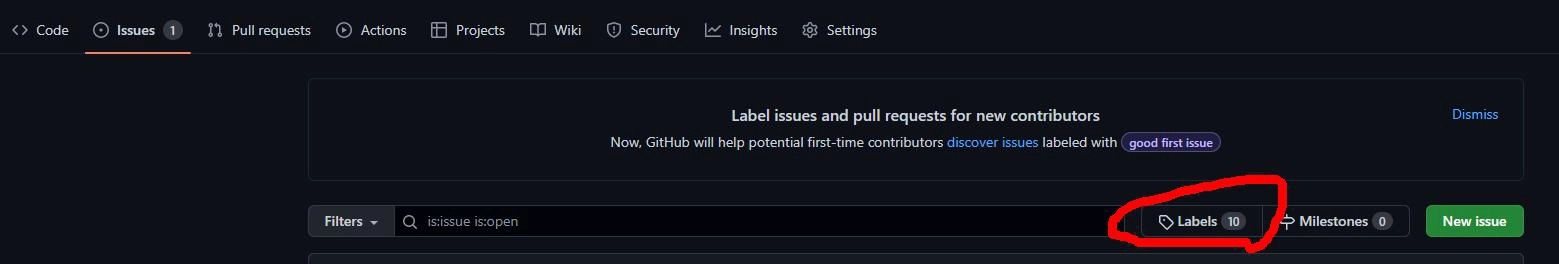 Code Issues 1 Pull requests Actions Projects Wiki Security Insights Settings
Label issues and pull requests for new contributors
Dismiss
Now, GitHub will help potential first-time contributors discover issues labeled with good first issue
Filters is:issue is:open Labels 10 Milestones 0 New issue